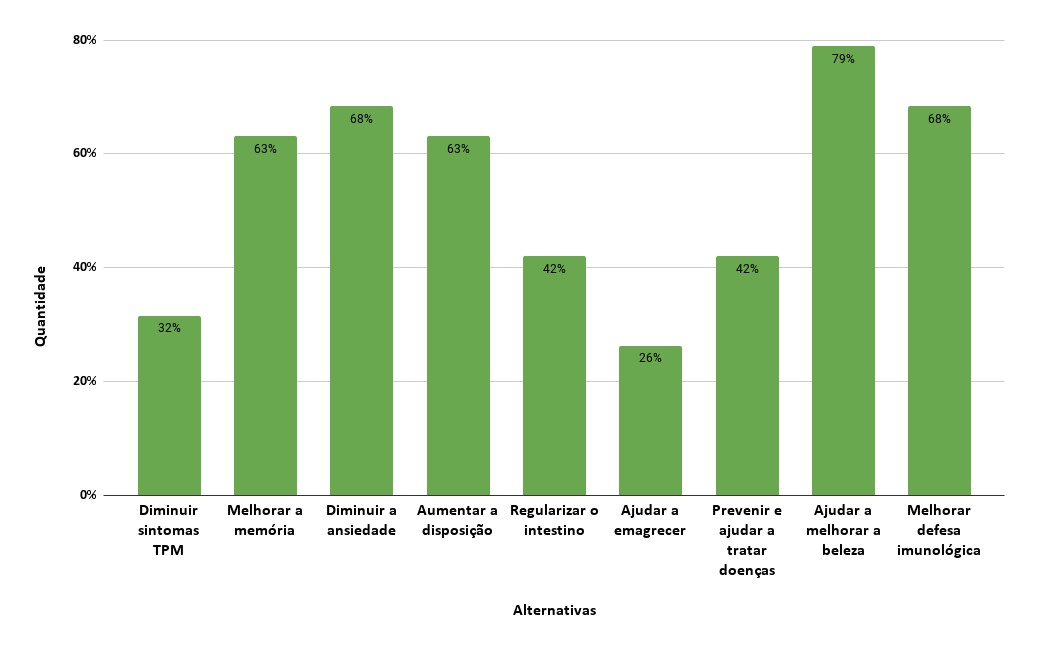 80%
60%
40%
20%
0%
Quantidade
32%
63%
68%
63%
42%
26%
42%
79%
68%
Diminuir
sintomas
TPM
Melhorar a
memória
Diminuir a
ansiedade
Aumentar a
disposição
Regularizar o
intestino
Ajudar a
emagrecer
Prevenir e
ajudar a
tratar
doenças
Ajudar a
melhorar a
beleza
Melhorar
defesa
imunológica
Alternativas